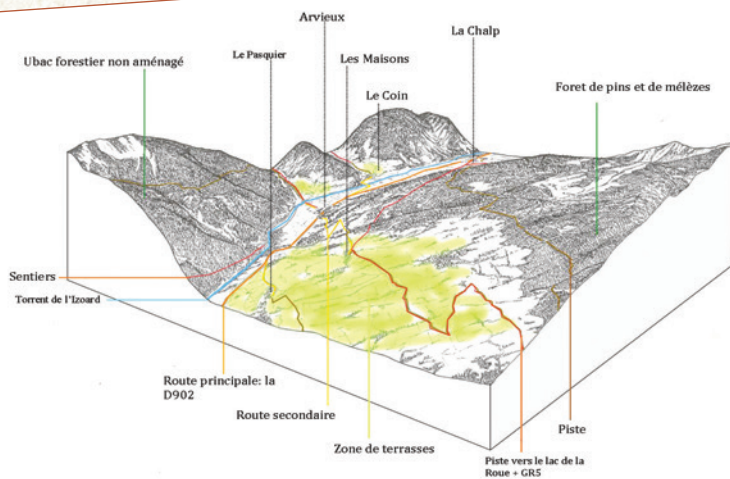 Arvieux
La Chalp
Le Pasquier
Ubac forestier non aménagé
Les Maisons
Le Coin
Foret de pins et de mélèzes
Sentiers
Torrent de l'Izoard
Route principale: la
D902
Route secondaire
Zone de terrasses
Piste
Piste vers le lac de la
Roue + GR5